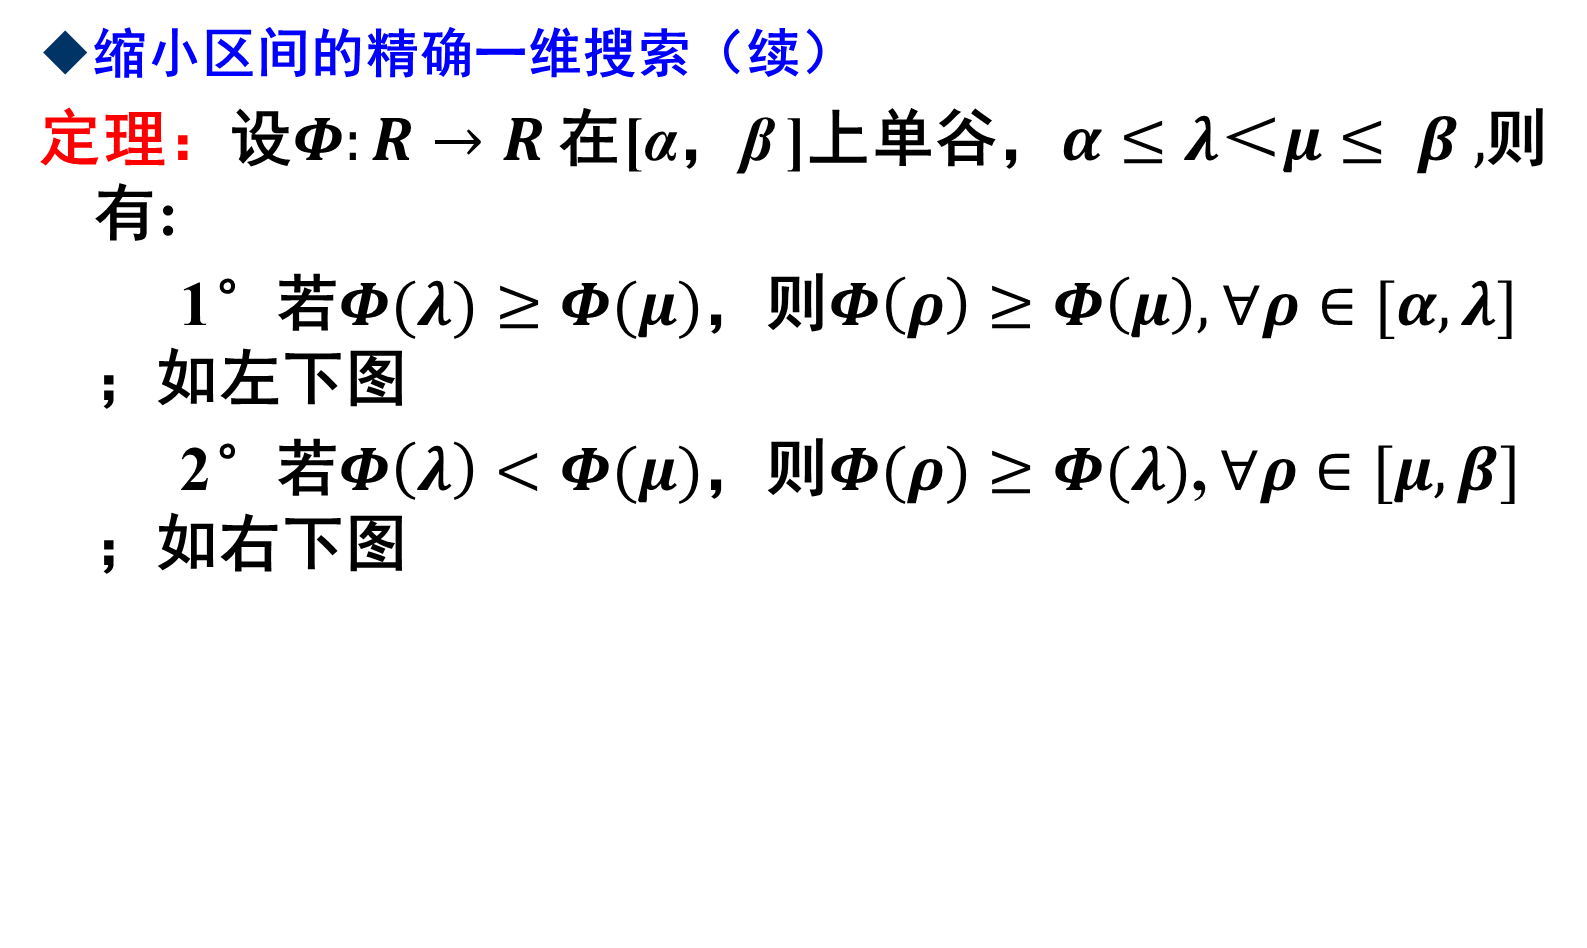 ◆缩小区间的精确一维搜索（续）
定理：设Φ: R → R 在[α，β]上单谷，α ≤ λ＜μ ≤ β ,则
有：
1° 若Φ(λ) ≥ Φ(μ)，则Φ(ρ) ≥ Φ(μ), ∀ρ ∈ [α, λ]
；如左下图
2° 若Φ(λ) < Φ(μ)，则Φ(ρ) ≥ Φ(λ), ∀ρ ∈ [μ, β]
；如右下图